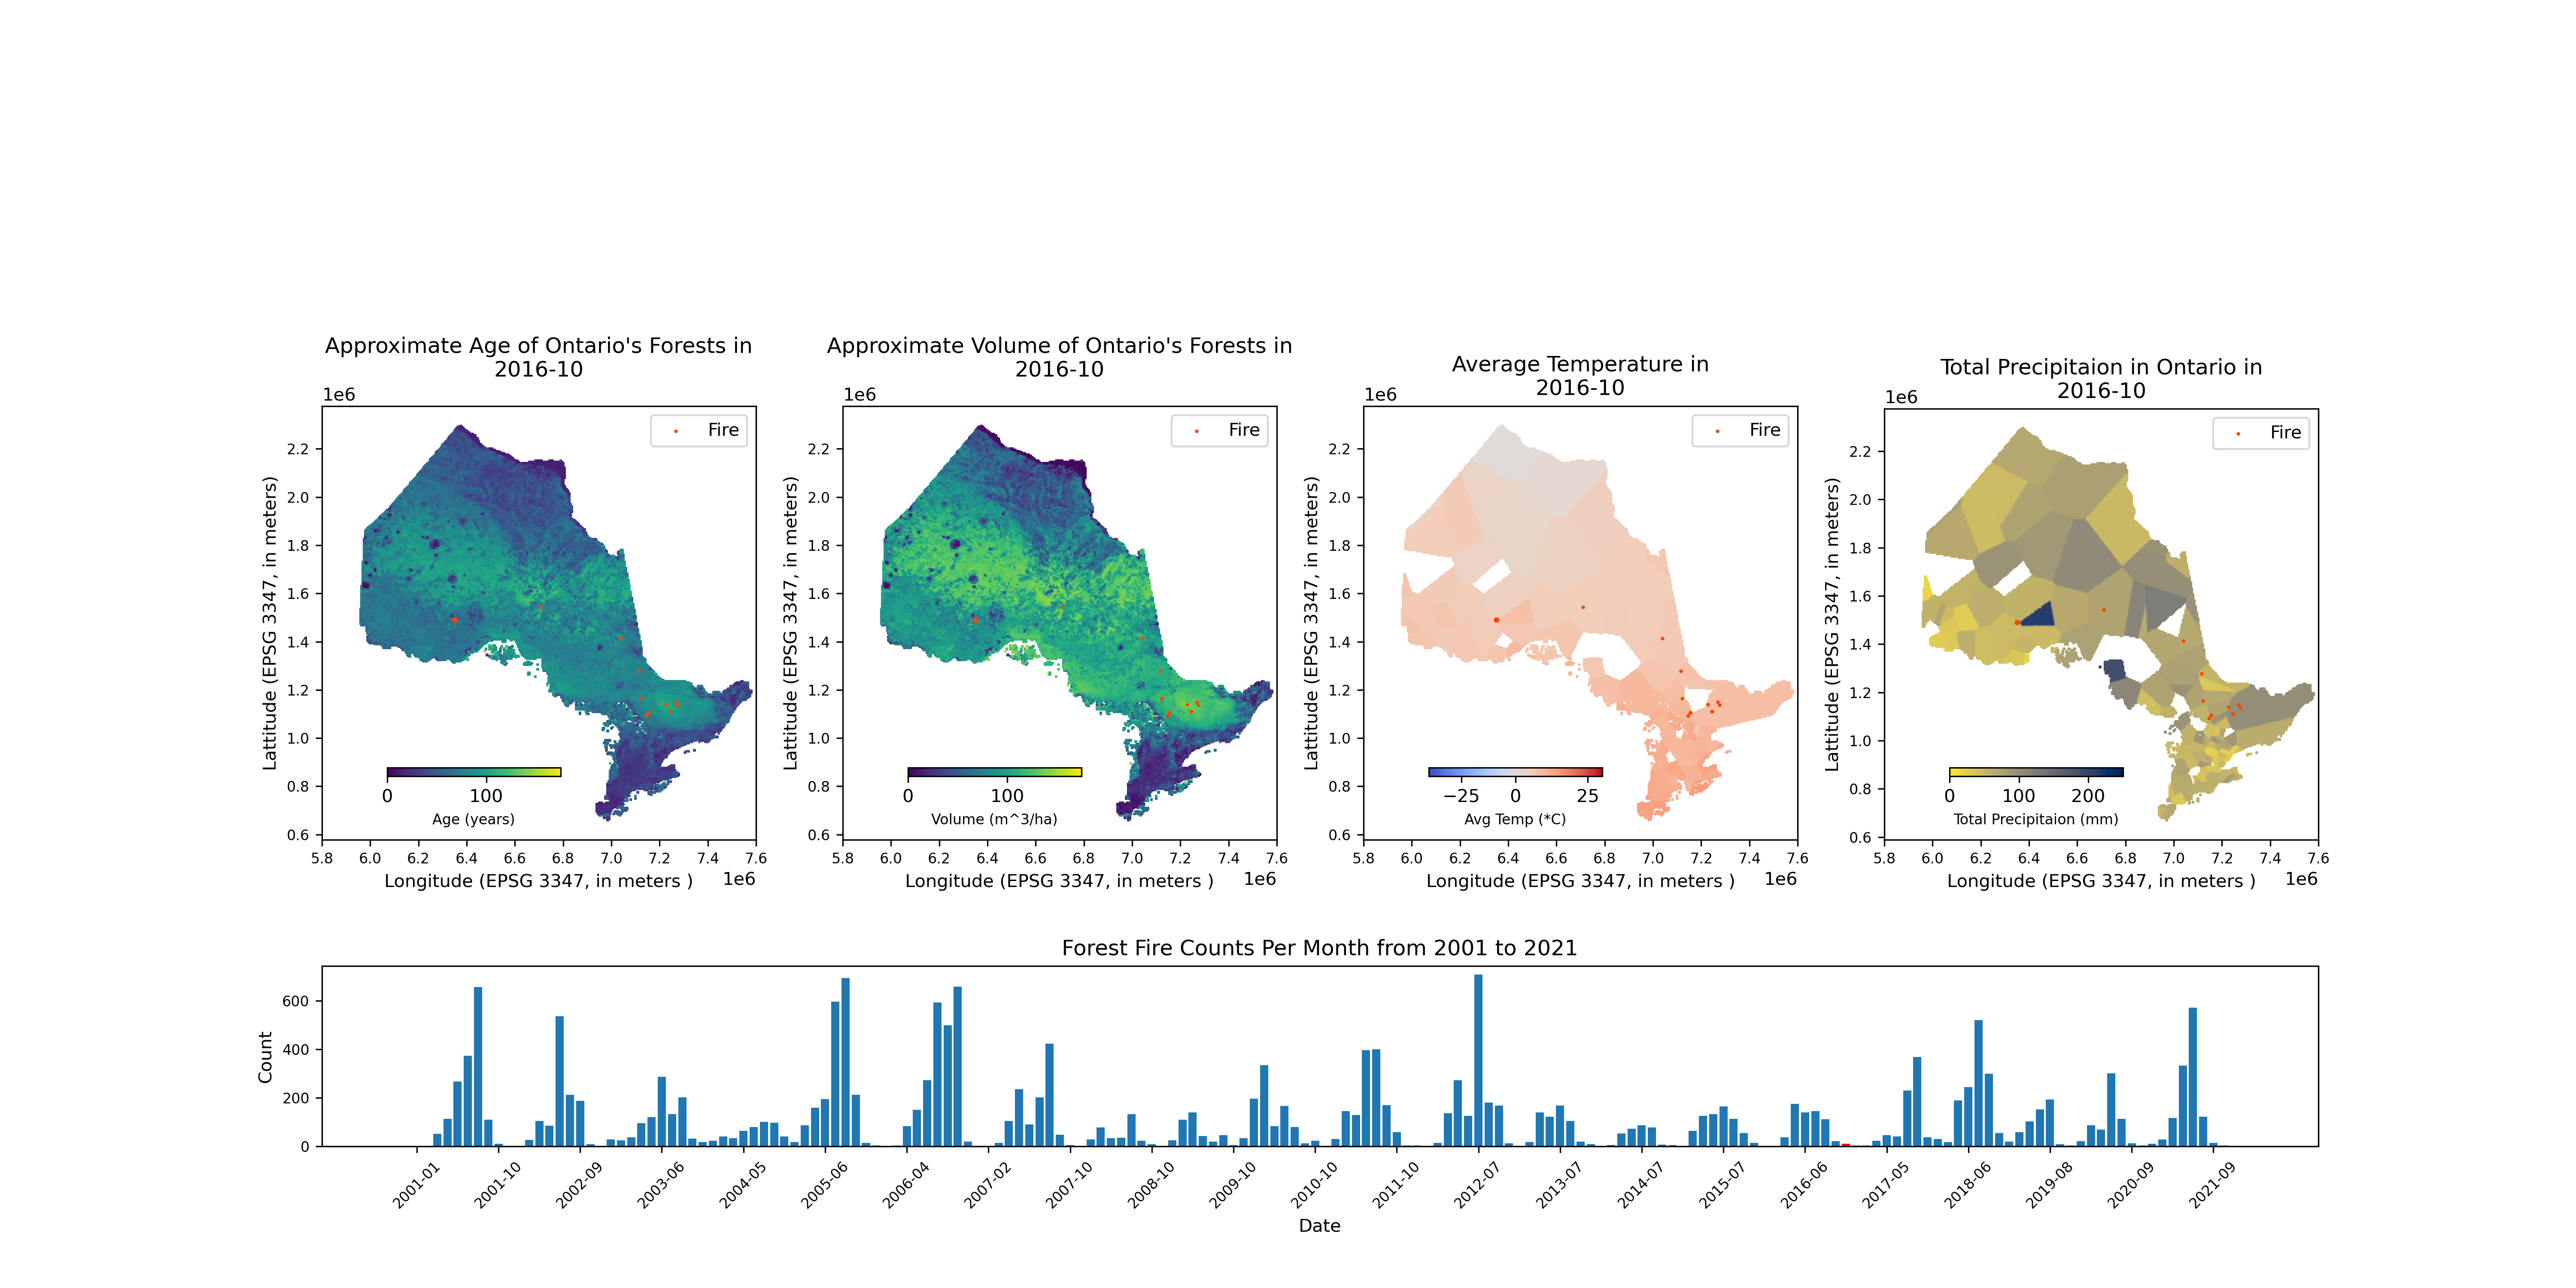 Approximate Age of Ontario's Forests in
2016-10
1e6
Fire
2.2
2.0
1.8
1.6
1.4
1.2
1.0
0.8
0.6
Lattitude (EPSG 3347, in meters)
0 100
Age (years)
5.8 6.0 6.2 6.4 6.6 6.8 7.0 7.2 7.4 7.6
Longitude (EPSG 3347, in meters ) 1e6
Approximate Volume of Ontario's Forests in
2016-10
1e6
Fire
2.2
2.0
1.8
1.6
1.4
1.2
1.0
0.8
0.6
Lattitude (EPSG 3347, in meters)
0 100
Volume (m^3/ha)
5.8 6.0 6.2 6.4 6.6 6.8 7.0 7.2 7.4 7.6
Longitude (EPSG 3347, in meters ) 1e6
Average Temperature in
2016-10
1e6
Fire
2.2
2.0
1.8
1.6
1.4
1.2
1.0
0.8
0.6
Lattitude (EPSG 3347, in meters)
−25 0 25
Avg Temp (*C)
5.8 6.0 6.2 6.4 6.6 6.8 7.0 7.2 7.4 7.6
Longitude (EPSG 3347, in meters ) 1e6
Total Precipitaion in Ontario in
2016-10
1e6
Fire
2.2
2.0
1.8
1.6
1.4
1.2
1.0
0.8
0.6
Lattitude (EPSG 3347, in meters)
0 100 200
Total Precipitaion (mm)
5.8 6.0 6.2 6.4 6.6 6.8 7.0 7.2 7.4 7.6
Longitude (EPSG 3347, in meters ) 1e6
Forest Fire Counts Per Month from 2001 to 2021
600
400
200
0
Count
2001-01 2001-10 2002-09 2003-06 2004-05 2005-06 2006-04 2007-02 2007-10 2008-10 2009-10 2010-10 2011-10 2012-07 2013-07 2014-07 2015-07 2016-06 2017-05 2018-06 2019-08 2020-09 2021-09
Date